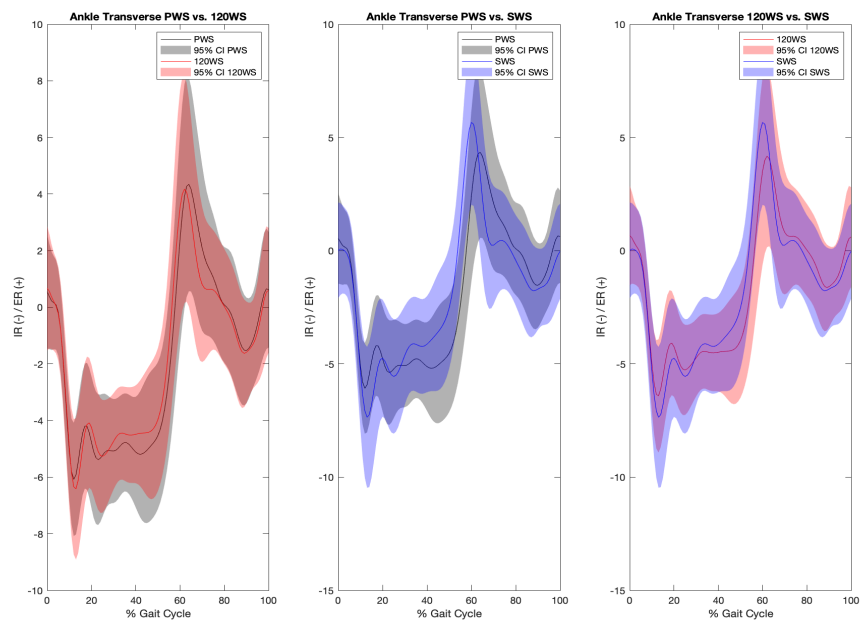 Ankle Transverse PWS vs. 120WS
PWS
95% CI PWS
120WS
95% CI 120WS
IR (-) / ER (+)
10
8
6
4
2
0
-2
-4
-6
-8
-10
0 20 40 60 80 100
% Gait Cycle
Ankle Transverse PWS vs. SWS
PWS
95% CI PWS
SWS
95% CI SWS
IR (-) / ER (+)
10
5
0
-5
-10
-15
0 20 40 60 80 100
% Gait Cycle
Ankle Transverse 120WS vs. SWS
120WS
95% CI 120WS
SWS
95% CI SWS
IR (-) / ER (+)
10
5
0
-5
-10
-15
0 20 40 60 80 100
% Gait Cycle